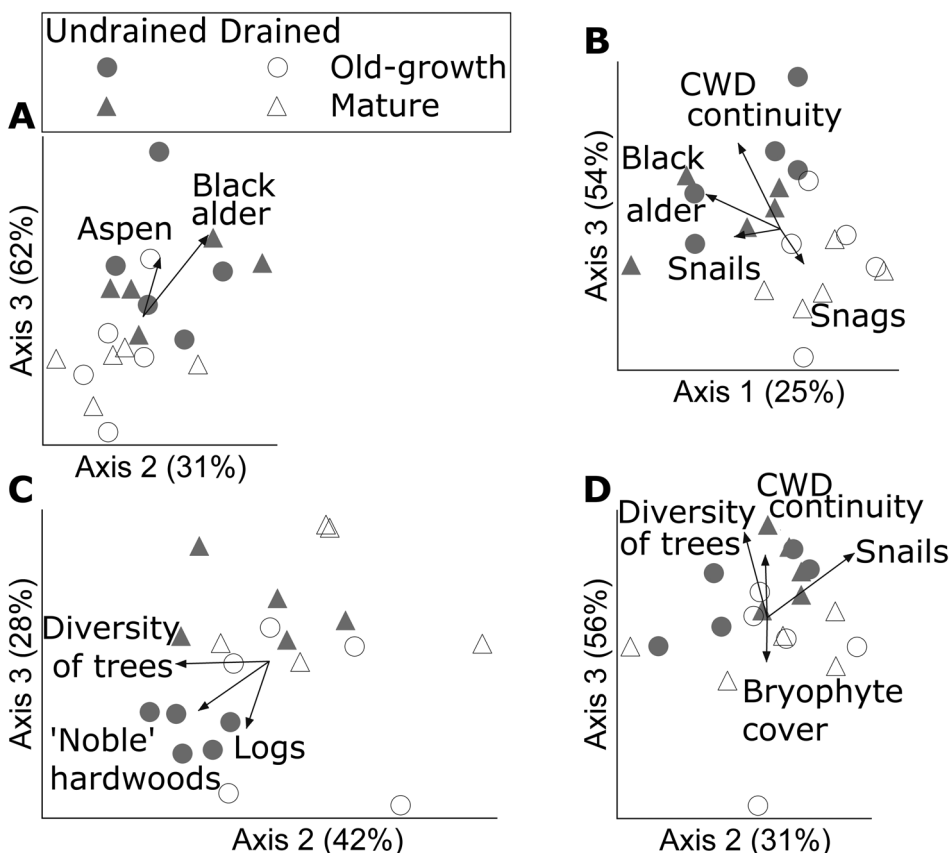 Undrained Drained
Old-growth
Mature
A
Black
alder
Aspen
Axis 3 (62%)
Axis 2 (31%)
B
CWD
continuity
Black
alder
Snails
Snags
Axis 3 (54%)
Axis 1 (25%)
C
Diversity
of trees
'Noble'
hardwoods
Logs
Axis 3 (28%)
Axis 2 (42%)
D
CWD
continuity
Diversity
of trees
Snails
Bryophyte
cover
Axis 3 (56%)
Axis 2 (31%)